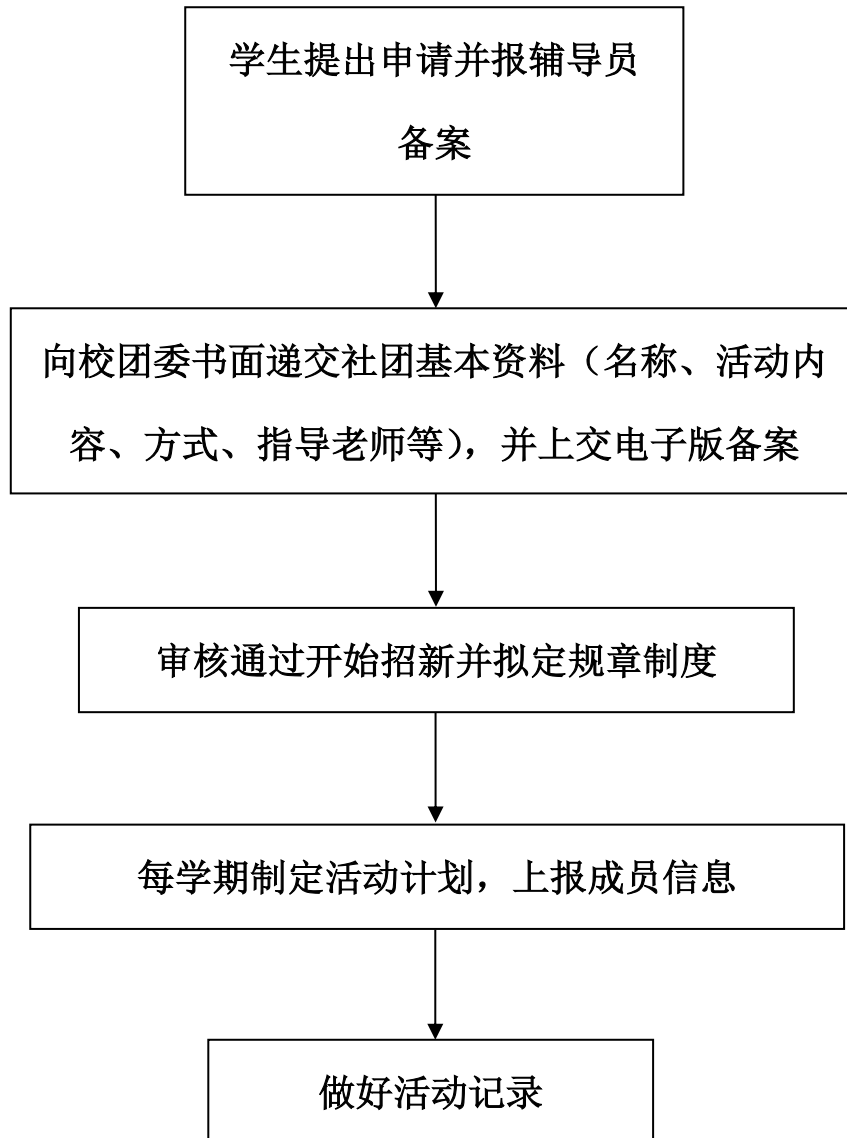 学生提出申请并报辅导员
备案
向校团委书面递交社团基本资料（名称、活动内
容、方式、指导老师等），并上交电子版备案
审核通过开始招新并拟定规章制度
每学期制定活动计划，上报成员信息
做好活动记录